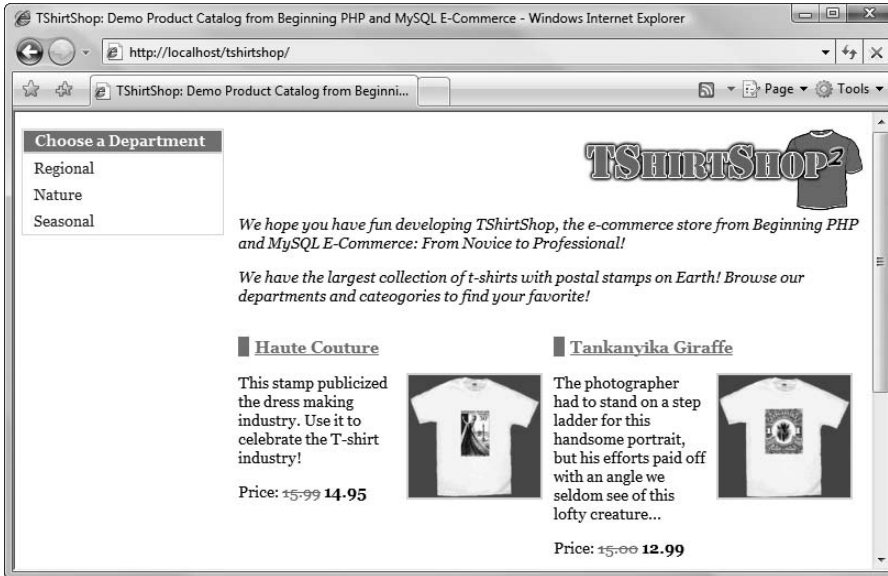 TShirtShop: Demo Product Catalog from Beginning PHP and MySQL E-Commerce - Windows Internet Explorer
http://localhost/tshirtshop/
TShirtShop: Demo Product Catalog from Beginni...
Page
Tools
Choose a Department
Regional
Nature
Seasonal
TSHIRTSHOP2
We hope you have fun developing TShirtShop, the e-commerce store from Beginning PHP
and MySQL E-Commerce: From Novice to Professional!
We have the largest collection of t-shirts with postal stamps on Earth! Browse our
departments and cateogories to find your favorite!
Haute Couture
This stamp publicized
the dress making
industry. Use it to
celebrate the T-shirt
industry!
Price: 15.99 14.95
Tankanyika Giraffe
The photographer
had to stand on a step
ladder for this
handsome portrait,
but his efforts paid off
with an angle we
seldom see of this
lofty creature...
Price: 15.00 12.99